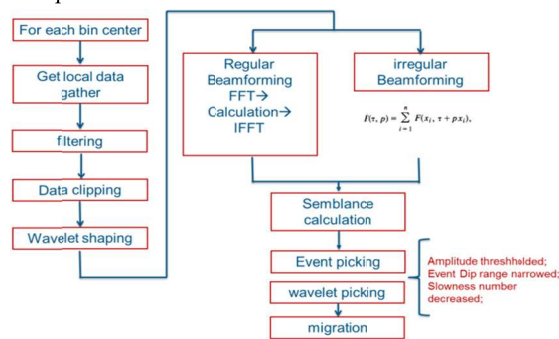 For each bin center
Get local data
gather
filtering
Data clipping
Wavelet shaping
Regular
Beamforming
FFT→
Calculation→
IFFT
irregular
Beamforming
I(τ, p) = n∑i=1 F(xi, τ + pxi),
Semblance
calculation
Event picking
wavelet picking
migration
Amplitude threshholded;
Event Dip range narrowed;
Slowness number
decreased;